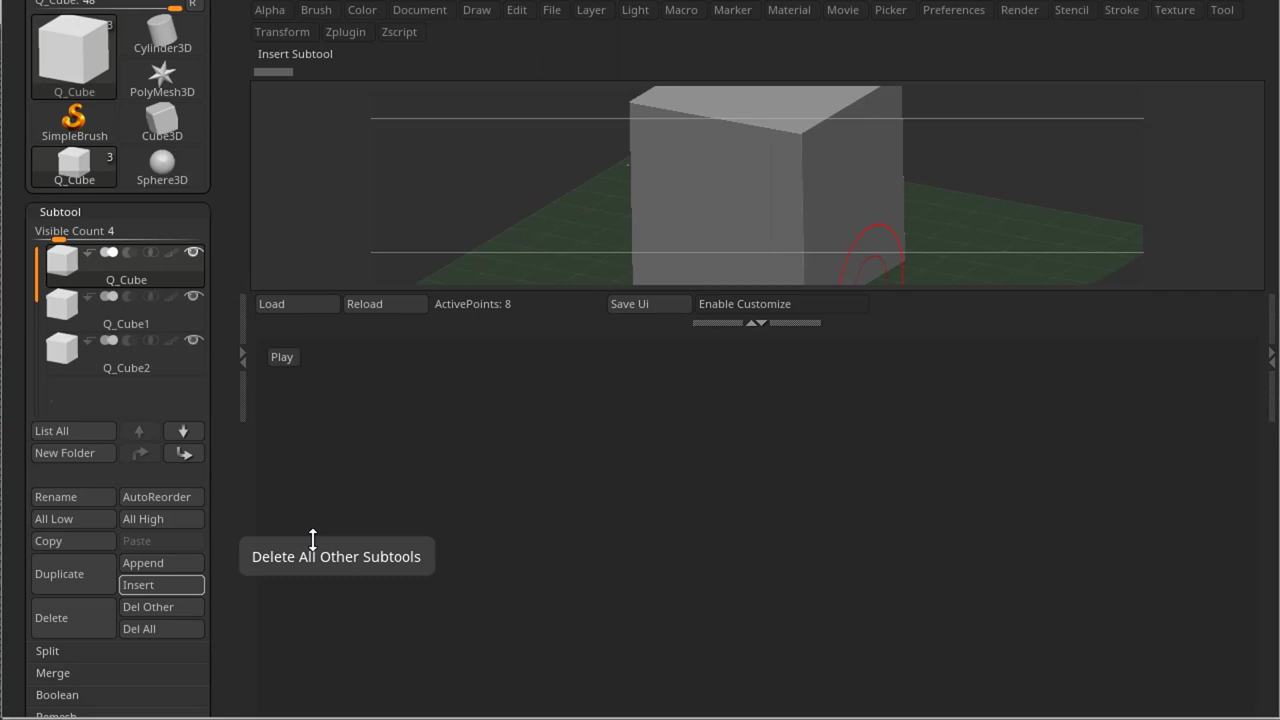 Q_Cube: 48
R
Alpha Brush Color Document Draw Edit File Layer Light Macro Marker Material Movie Picker Preferences Render Stencil Stroke Texture Tool
Transform Zplugin Zscript
Insert Subtool
3
Q_Cube
Cylinder3D
PolyMesh3D
SimpleBrush
Cube3D
3
Q_Cube
Sphere3D
Subtool
Visible Count 4
Q_Cube
Q_Cube1
Q_Cube2
List All
New Folder
Rename AutoReorder
All Low All High
Copy Paste
Duplicate
Append
Insert
Delete
Del Other
Del All
Split
Merge
Boolean
Remesh
Load Reload ActivePoints: 8 Save Ui Enable Customize
Play
Delete All Other Subtools